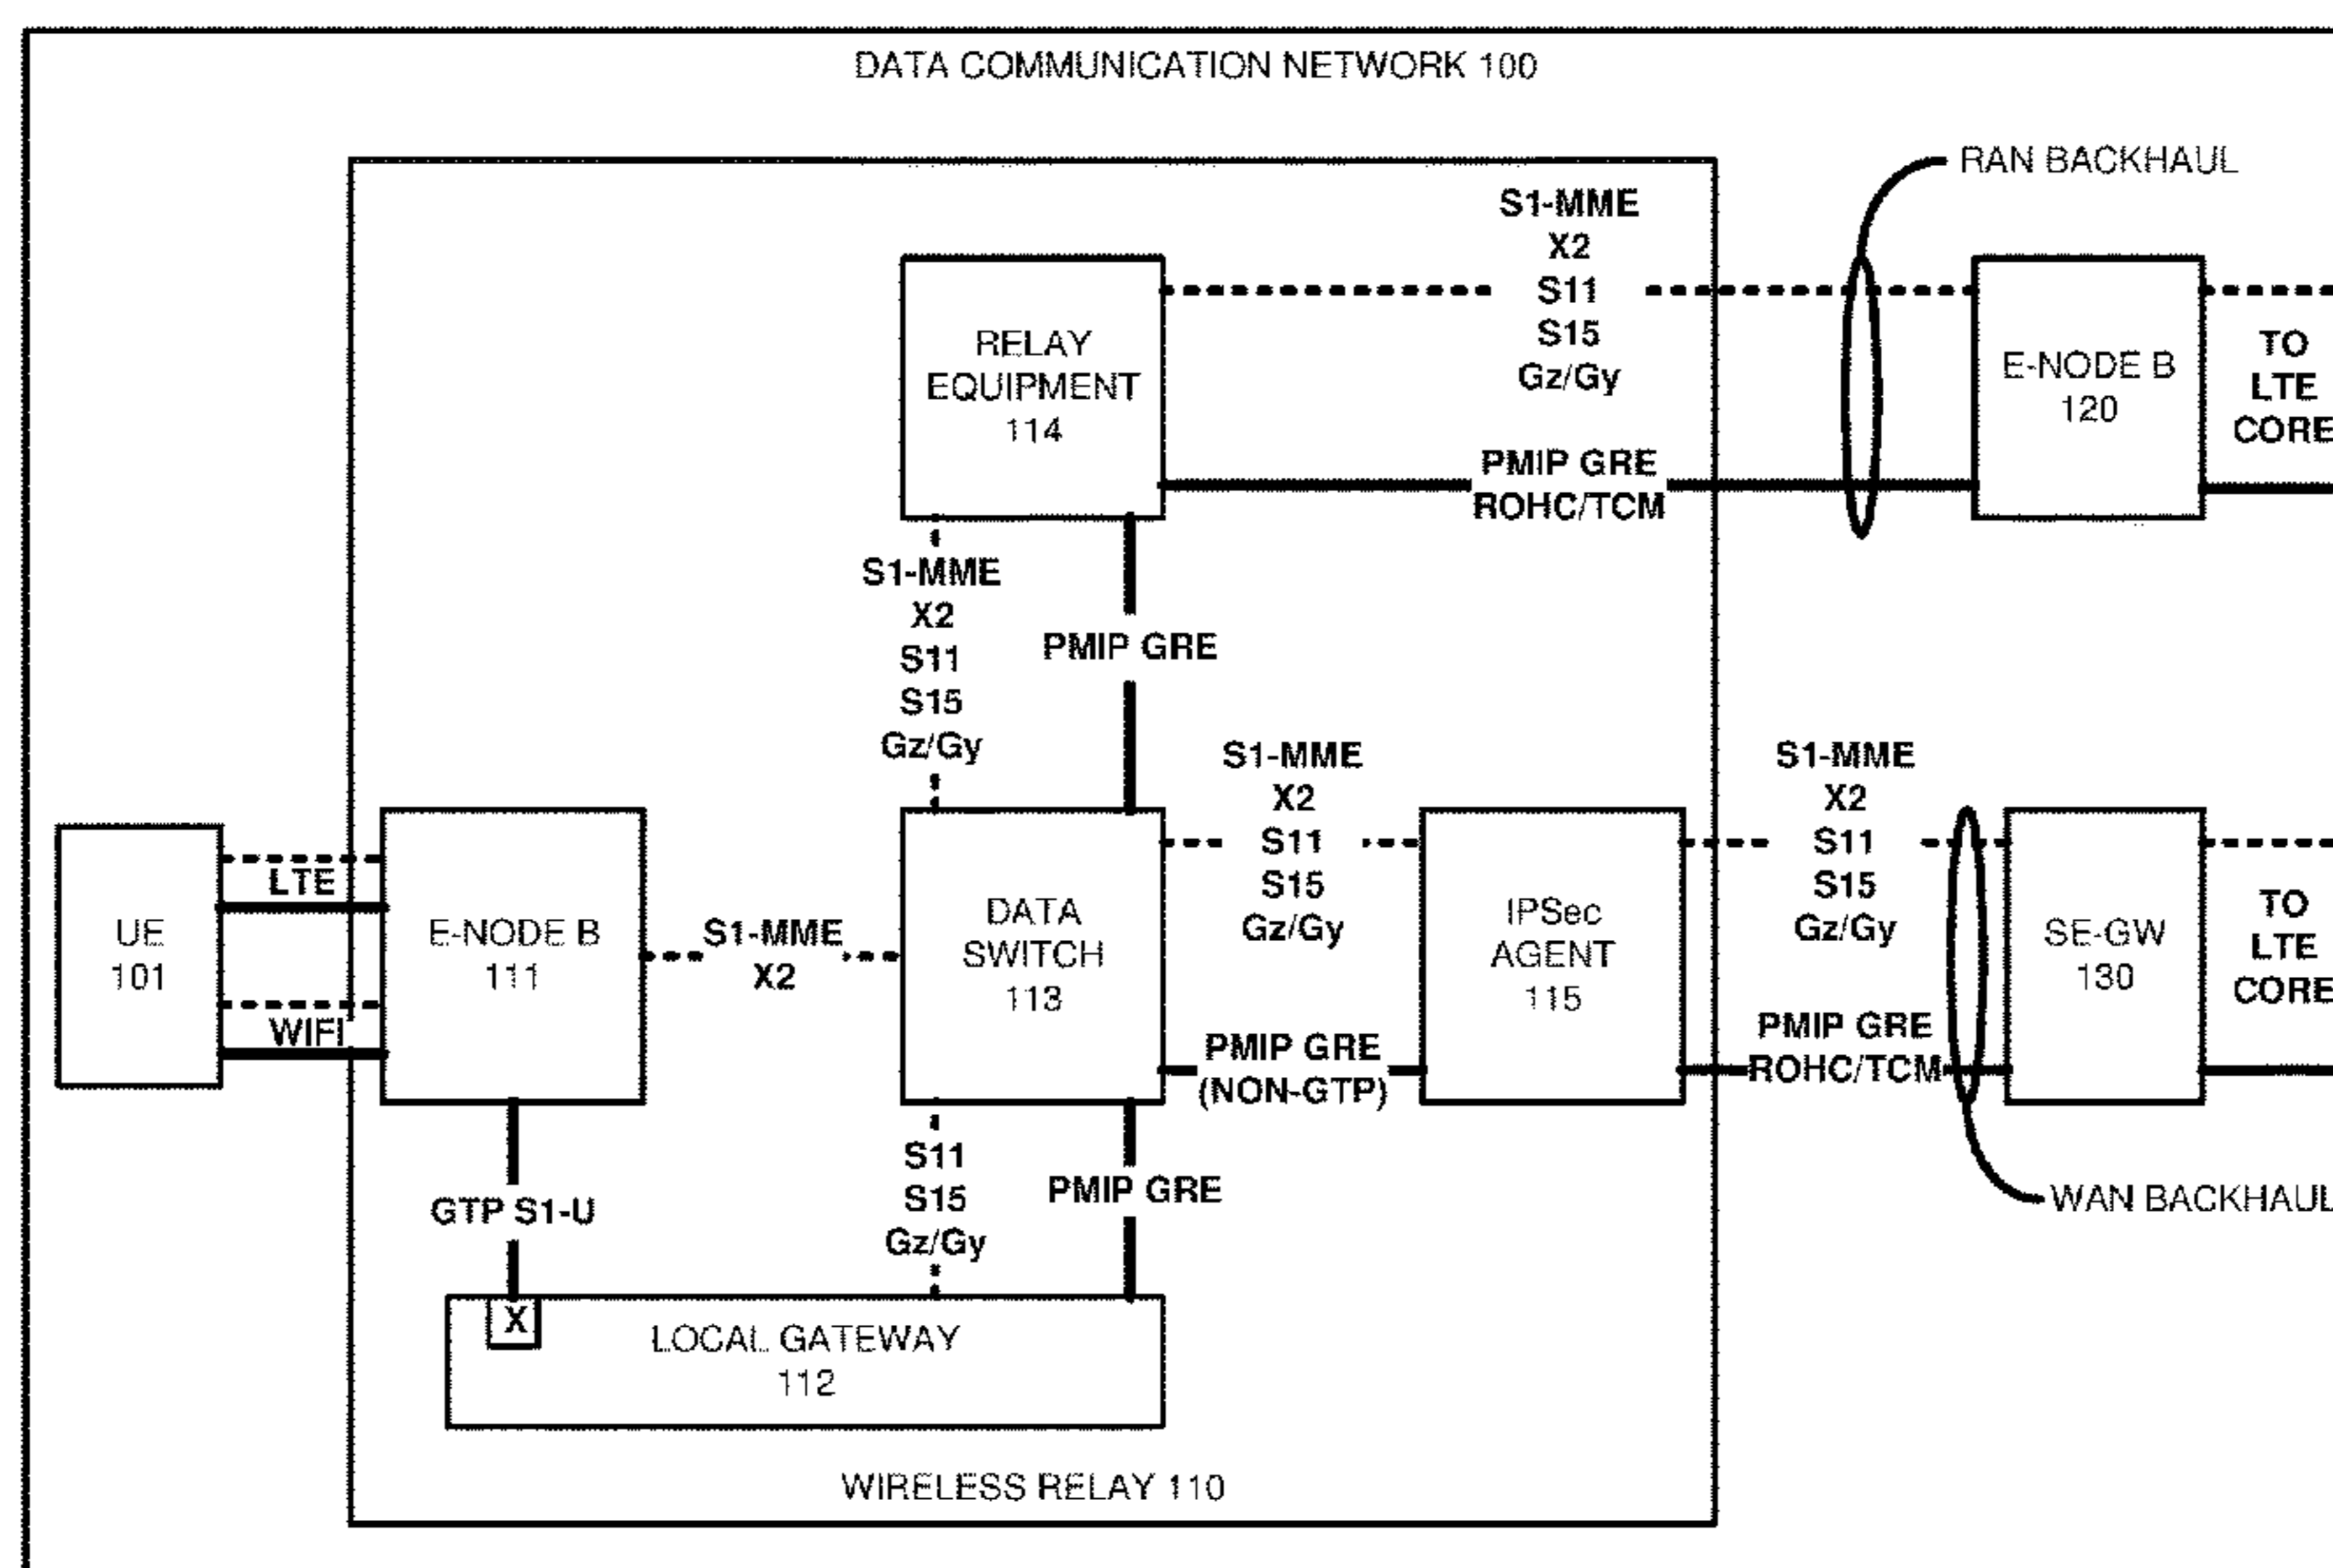 DATA COMMUNICATION NETWORK 100
RAN BACKHAUL
S1-MME
X2
S11
S15
Gz/Gy
RELAY
EQUIPMENT
114
E-NODE B
120
TO
LTE
CORE
PMIP GRE
ROHC/TCM
S1-MME
X2
S11
S15
Gz/Gy
PMIP GRE
S1-MME
X2
S11
S15
Gz/Gy
S1-MME
X2
S11
S15
Gz/Gy
UE
101
LTE
WIFI
E-NODE B
111
S1-MME
X2
DATA
SWITCH
113
IPSec
AGENT
115
SE-GW
130
TO
LTE
CORE
PMIP GRE
(NON-GTP)
PMIP GRE
ROHC/TCM
GTP S1-U
S11
S15
Gz/Gy
PMIP GRE
WAN BACKHAUL
X
LOCAL GATEWAY
112
WIRELESS RELAY 110